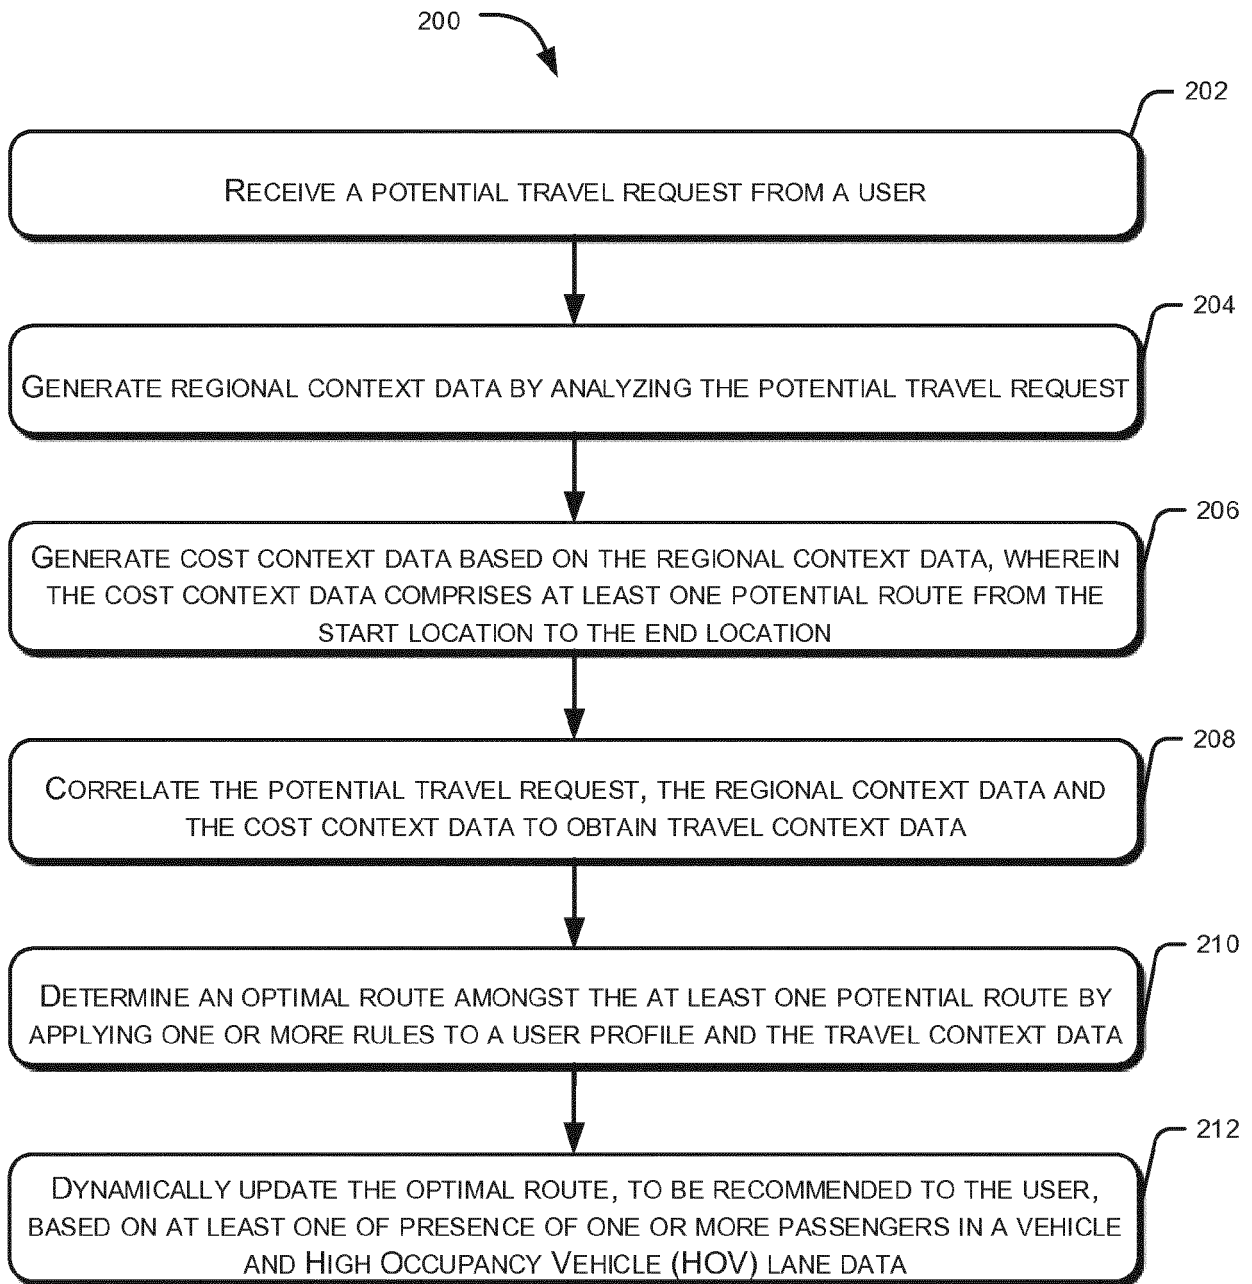 200
202
RECEIVE A POTENTIAL TRAVEL REQUEST FROM A USER
204
GENERATE REGIONAL CONTEXT DATA BY ANALYZING THE POTENTIAL TRAVEL REQUEST
206
GENERATE COST CONTEXT DATA BASED ON THE REGIONAL CONTEXT DATA, WHEREIN
THE COST CONTEXT DATA COMPRISES AT LEAST ONE POTENTIAL ROUTE FROM THE
START LOCATION TO THE END LOCATION
208
CORRELATE THE POTENTIAL TRAVEL REQUEST, THE REGIONAL CONTEXT DATA AND
THE COST CONTEXT DATA TO OBTAIN TRAVEL CONTEXT DATA
210
DETERMINE AN OPTIMAL ROUTE AMONGST THE AT LEAST ONE POTENTIAL ROUTE BY
APPLYING ONE OR MORE RULES TO A USER PROFILE AND THE TRAVEL CONTEXT DATA
212
DYNAMICALLY UPDATE THE OPTIMAL ROUTE, TO BE RECOMMENDED TO THE USER,
BASED ON AT LEAST ONE OF PRESENCE OF ONE OR MORE PASSENGERS IN A VEHICLE
AND HIGH OCCUPANCY VEHICLE (HOV) LANE DATA